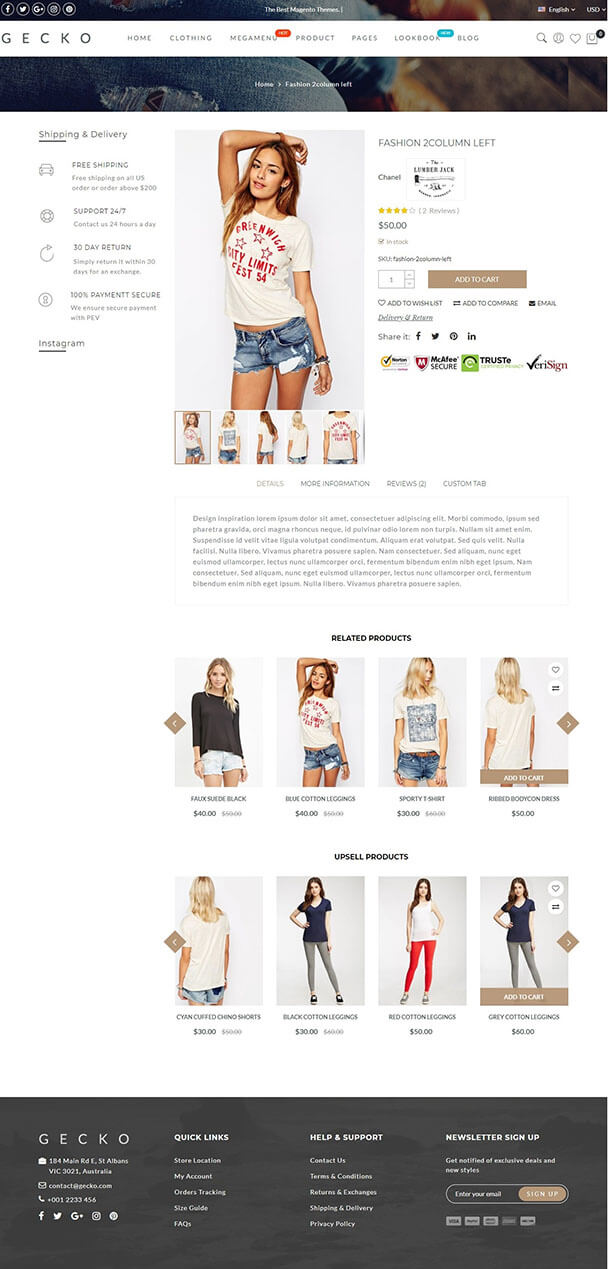 The Best Magento Themes. |
English
USD
GECKO
HOME
CLOTHING
MEGAMENU
HOT
PRODUCT
PAGES
LOOKBOOK
NEW
BLOG
0
Home > Fashion 2column left
Shipping & Delivery
FREE SHIPPING
Free shipping on all US
order or order above $200
SUPPORT 24/7
Contact us 24 hours a day
30 DAY RETURN
Simply return it within 30
days for an exchange.
100% PAYMENTT SECURE
We ensure secure payment
with PEV
Instagram
GREENWICH
CITY LIMITS
FEST 54
FASHION 2COLUMN LEFT
Chanel
The
LUMBER JACK
( 2 Reviews )
$50.00
In stock
SKU: fashion-2column-left
1
ADD TO CART
ADD TO WISH LIST
ADD TO COMPARE
EMAIL
Delivery & Return
Share it:
Norton
McAfee
SECURE
TRUSTe
CERTIFIED PRIVACY
VeriSign
DETAILS
MORE INFORMATION
REVIEWS (2)
CUSTOM TAB
Design inspiration lorem ipsum dolor sit amet, consectetuer adipiscing elit. Morbi commodo, ipsum sed
pharetra gravida, orci magna rhoncus neque, id pulvinar odio lorem non turpis. Nullam sit amet enim.
Suspendisse id velit vitae ligula volutpat condimentum. Aliquam erat volutpat. Sed quis velit. Nulla
facilisi. Nulla libero. Vivamus pharetra posuere sapien. Nam consectetuer. Sed aliquam, nunc eget
euismod ullamcorper, lectus nunc ullamcorper orci, fermentum bibendum enim nibh eget ipsum. Nam
consectetuer. Sed aliquam, nunc eget euismod ullamcorper, lectus nunc ullamcorper orci, fermentum
bibendum enim nibh eget ipsum. Nulla libero. Vivamus pharetra posuere sapien.
RELATED PRODUCTS
ADD TO CART
FAUX SUEDE BLACK
BLUE COTTON LEGGINGS
SPORTY T-SHIRT
RIBBED BODYCON DRESS
$40.00 $50.00
$40.00 $50.00
$30.00 $60.00
$50.00
UPSELL PRODUCTS
ADD TO CART
CYAN CUFFED CHINO SHORTS
BLACK COTTON LEGGINGS
RED COTTON LEGGINGS
GREY COTTON LEGGINGS
$30.00 $50.00
$30.00 $60.00
$50.00
$60.00
GECKO
184 Main Rd E, St Albans
VIC 3021, Australia
contact@gecko.com
+001 2233 456
QUICK LINKS
Store Location
My Account
Orders Tracking
Size Guide
FAQs
HELP & SUPPORT
Contact Us
Terms & Conditions
Returns & Exchanges
Shipping & Delivery
Privacy Policy
NEWSLETTER SIGN UP
Get notified of exclusive deals and
new styles
Enter your email
SIGN UP
VISA